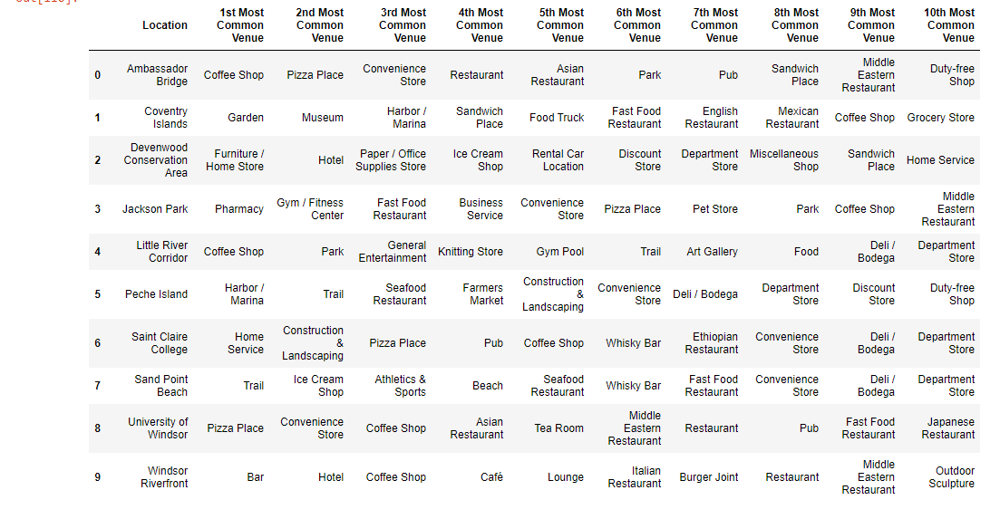 Location 1st Most Common Venue 2nd Most Common Venue 3rd Most Common Venue 4th Most Common Venue 5th Most Common Venue 6th Most Common Venue 7th Most Common Venue 8th Most Common Venue 9th Most Common Venue 10th Most Common Venue
0 Ambassador Bridge Coffee Shop Pizza Place Convenience Store Restaurant Asian Restaurant Park Pub Sandwich Place Middle Eastern Restaurant Duty-free Shop
1 Coventry Islands Garden Museum Harbor / Marina Sandwich Place Food Truck Fast Food Restaurant English Restaurant Mexican Restaurant Coffee Shop Grocery Store
2 Devenwood Conservation Area Furniture / Home Store Hotel Paper / Office Supplies Store Ice Cream Shop Rental Car Location Discount Store Department Store Miscellaneous Shop Sandwich Place Home Service
3 Jackson Park Pharmacy Gym / Fitness Center Fast Food Restaurant Business Service Convenience Store Pizza Place Pet Store Park Coffee Shop Middle Eastern Restaurant
4 Little River Corridor Coffee Shop Park General Entertainment Knitting Store Gym Pool Trail Art Gallery Food Deli / Bodega Department Store
5 Peche Island Harbor / Marina Trail Seafood Restaurant Farmers Market Construction & Landscaping Convenience Store Deli / Bodega Department Store Discount Store Duty-free Shop
6 Saint Claire College Home Service Construction & Landscaping Pizza Place Pub Coffee Shop Whisky Bar Ethiopian Restaurant Convenience Store Deli / Bodega Department Store
7 Sand Point Beach Trail Ice Cream Shop Athletics & Sports Beach Seafood Restaurant Whisky Bar Fast Food Restaurant Convenience Store Deli / Bodega Department Store
8 University of Windsor Pizza Place Convenience Store Coffee Shop Asian Restaurant Tea Room Middle Eastern Restaurant Restaurant Pub Fast Food Restaurant Japanese Restaurant
9 Windsor Riverfront Bar Hotel Coffee Shop Café Lounge Italian Restaurant Burger Joint Restaurant Middle Eastern Restaurant Outdoor Sculpture